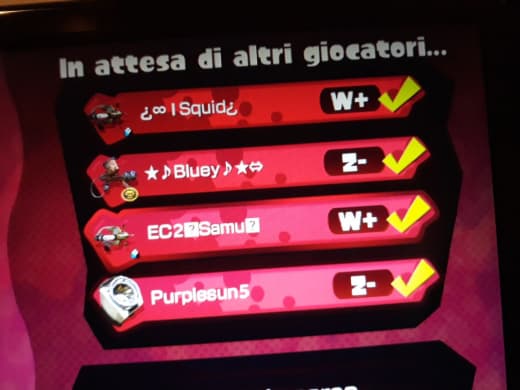 In attesa di altri giocatori...
¿∞ I Squid¿ W+
★♪Bluey♪★⇔ Z-
EC2?Samu? W+
Purplesun5 Z-